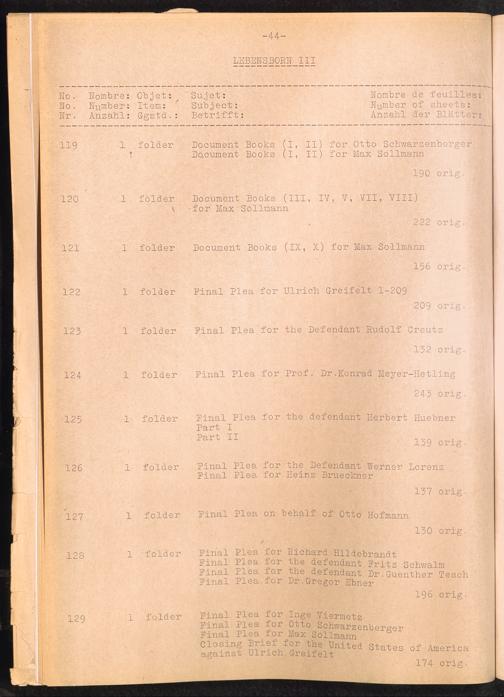 -44-
LEBENSBORN III
No. Nombre: Objet: Sujet: Nombre de feuilles:
No. Number: Item: Subject: Number of sheets:
Nr. Anzahl: Ggstd.: Betrifft: Anzahl der Blätter:
119 1 folder Document Books (I, II) for Otto Schwarzenberger
Document Books (I, II) for Max Sollmann
190 orig.
120 1 folder Document Books (III, IV, V, VII, VIII)
for Max Sollmann
222 orig.
121 1 folder Document Books (IX, X) for Max Sollmann
156 orig.
122 1 folder Final Plea for Ulrich Greifelt 1-209
209 orig.
123 1 folder Final Plea for the Defendant Rudolf Creutz
132 orig.
124 1 folder Final Plea for Prof. Dr.Konrad Meyer-Hetling
243 orig.
125 1 folder Final Plea for the defendant Herbert Huebner
Part I
Part II
139 orig.
126 1 folder Final Plea for the Defendant Werner Lorenz
Final Plea for Heinz Brueckner
137 orig.
127 1 folder Final Plea on behalf of Otto Hofmann
130 orig.
128 1 folder Final Plea for Richard Hildebrandt
Final Plea for the defendant Fritz Schwalm
Final Plea for the defendant Dr.Guenther Tesch
Final Plea for Dr.Gregor Ebner
196 orig.
129 1 folder Final Plea for Inge Viermetz
Final Plea for Otto Schwarzenberger
Final Plea for Max Sollmann
Closing Brief for the United States of America
against Ulrich Greifelt
174 orig.